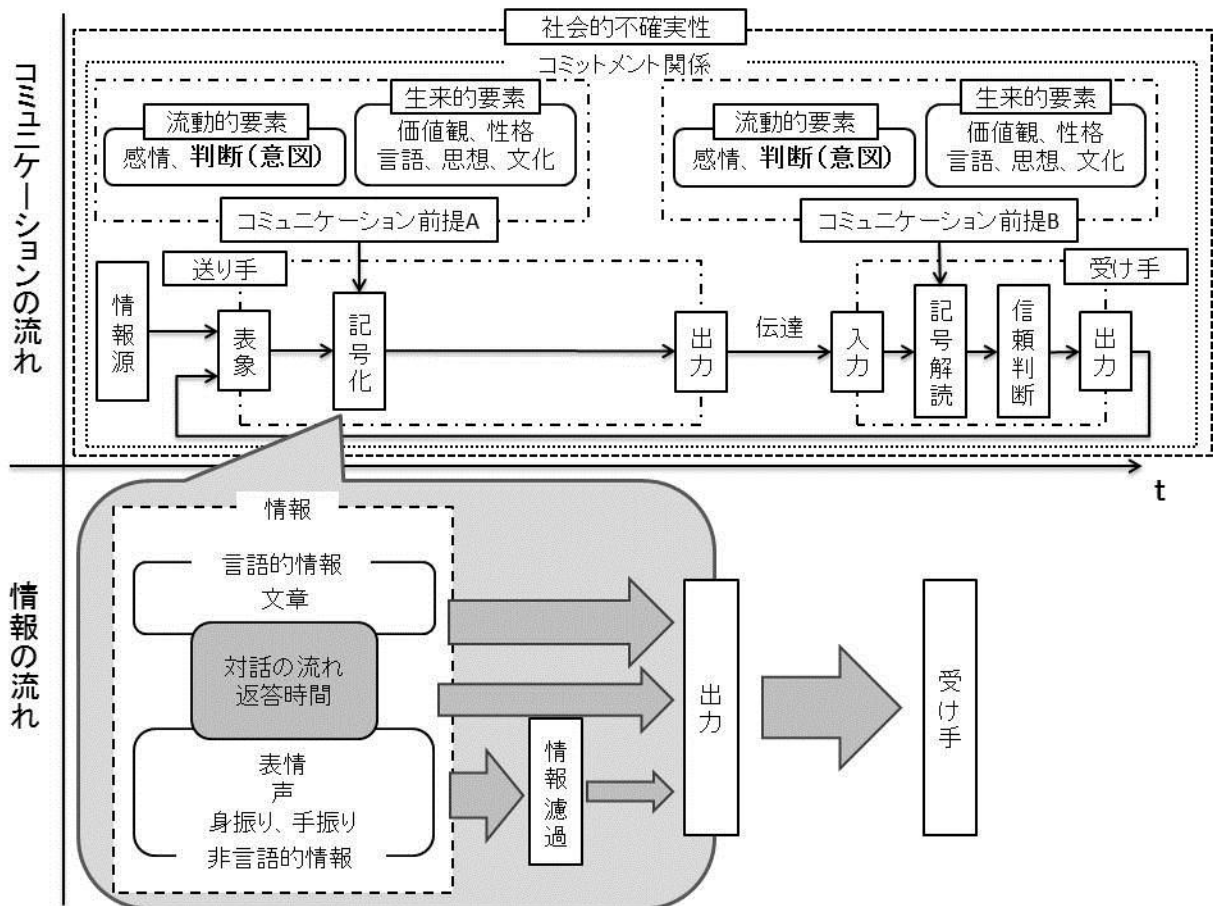 コミュニケーションの流れ
社会的不確実性
コミットメント関係
流動的要素
感情、判断(意図)
生来的要素
価値観、性格
言語、思想、文化
流動的要素
感情、判断(意図)
生来的要素
価値観、性格
言語、思想、文化
コミュニケーション前提A
コミュニケーション前提B
送り手
受け手
情報源
表象
記号化
出力
伝達
入力
記号解読
信頼判断
出力
t
情報の流れ
情報
言語的情報
文章
対話の流れ
返答時間
表情
声
身振り、手振り
非言語的情報
情報濾過
出力
受け手